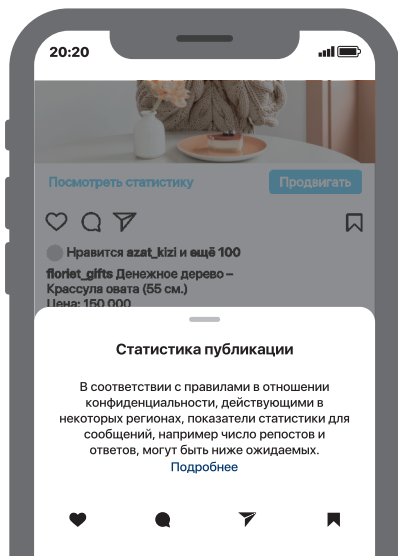 20:20
Посмотреть статистику
Продвигать
Нравится azat_kizi и ещё 100
florist_gifts Денежное дерево –
Крассула овата (55 см.)
Цена: 150 000
Статистика публикации
В соответствии с правилами в отношении
конфиденциальности, действующими в
некоторых регионах, показатели статистики для
сообщений, например число репостов и
ответов, могут быть ниже ожидаемых.
Подробнее